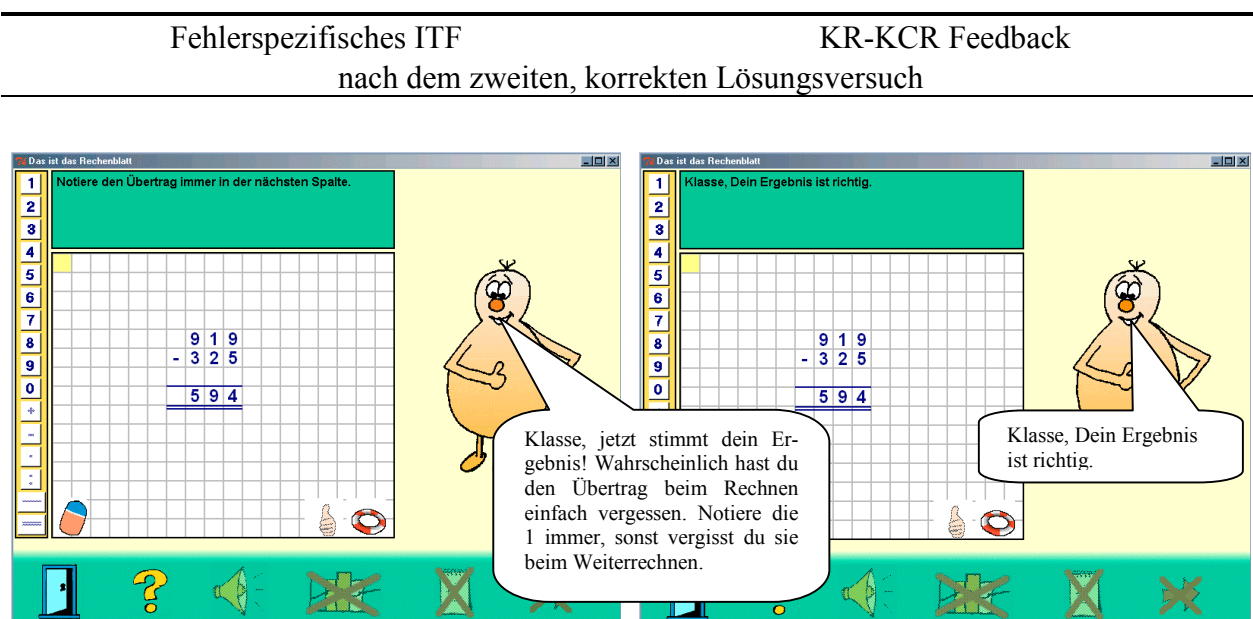 Fehlerspezifisches ITF
KR-KCR Feedback
nach dem zweiten, korrekten Lösungsversuch
Das ist das Rechenblatt
Notiere den Übertrag immer in der nächsten Spalte.
1
2
3
4
5
6
7
8
9
0
+
-
·
:
9 1 9
- 3 2 5
5 9 4
Klasse, jetzt stimmt dein Er-
gebnis! Wahrscheinlich hast du
den Übertrag beim Rechnen
einfach vergessen. Notiere die
1 immer, sonst vergisst du sie
beim Weiterrechnen.
?
Das ist das Rechenblatt
Klasse, Dein Ergebnis ist richtig.
1
2
3
4
5
6
7
8
9
0
9 1 9
- 3 2 5
5 9 4
Klasse, Dein Ergebnis
ist richtig.